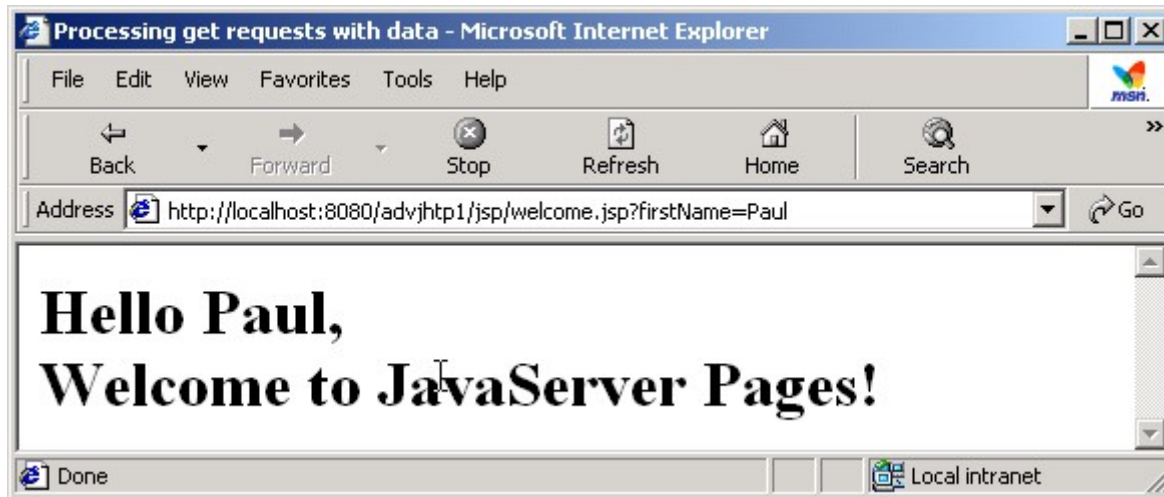 Processing get requests with data - Microsoft Internet Explorer
File Edit View Favorites Tools Help
msn.
Back Forward Stop Refresh Home Search »
Address http://localhost:8080/advjhtp1/jsp/welcome.jsp?firstName=Paul Go
Hello Paul,
Welcome to JavaServer Pages!
Done Local intranet